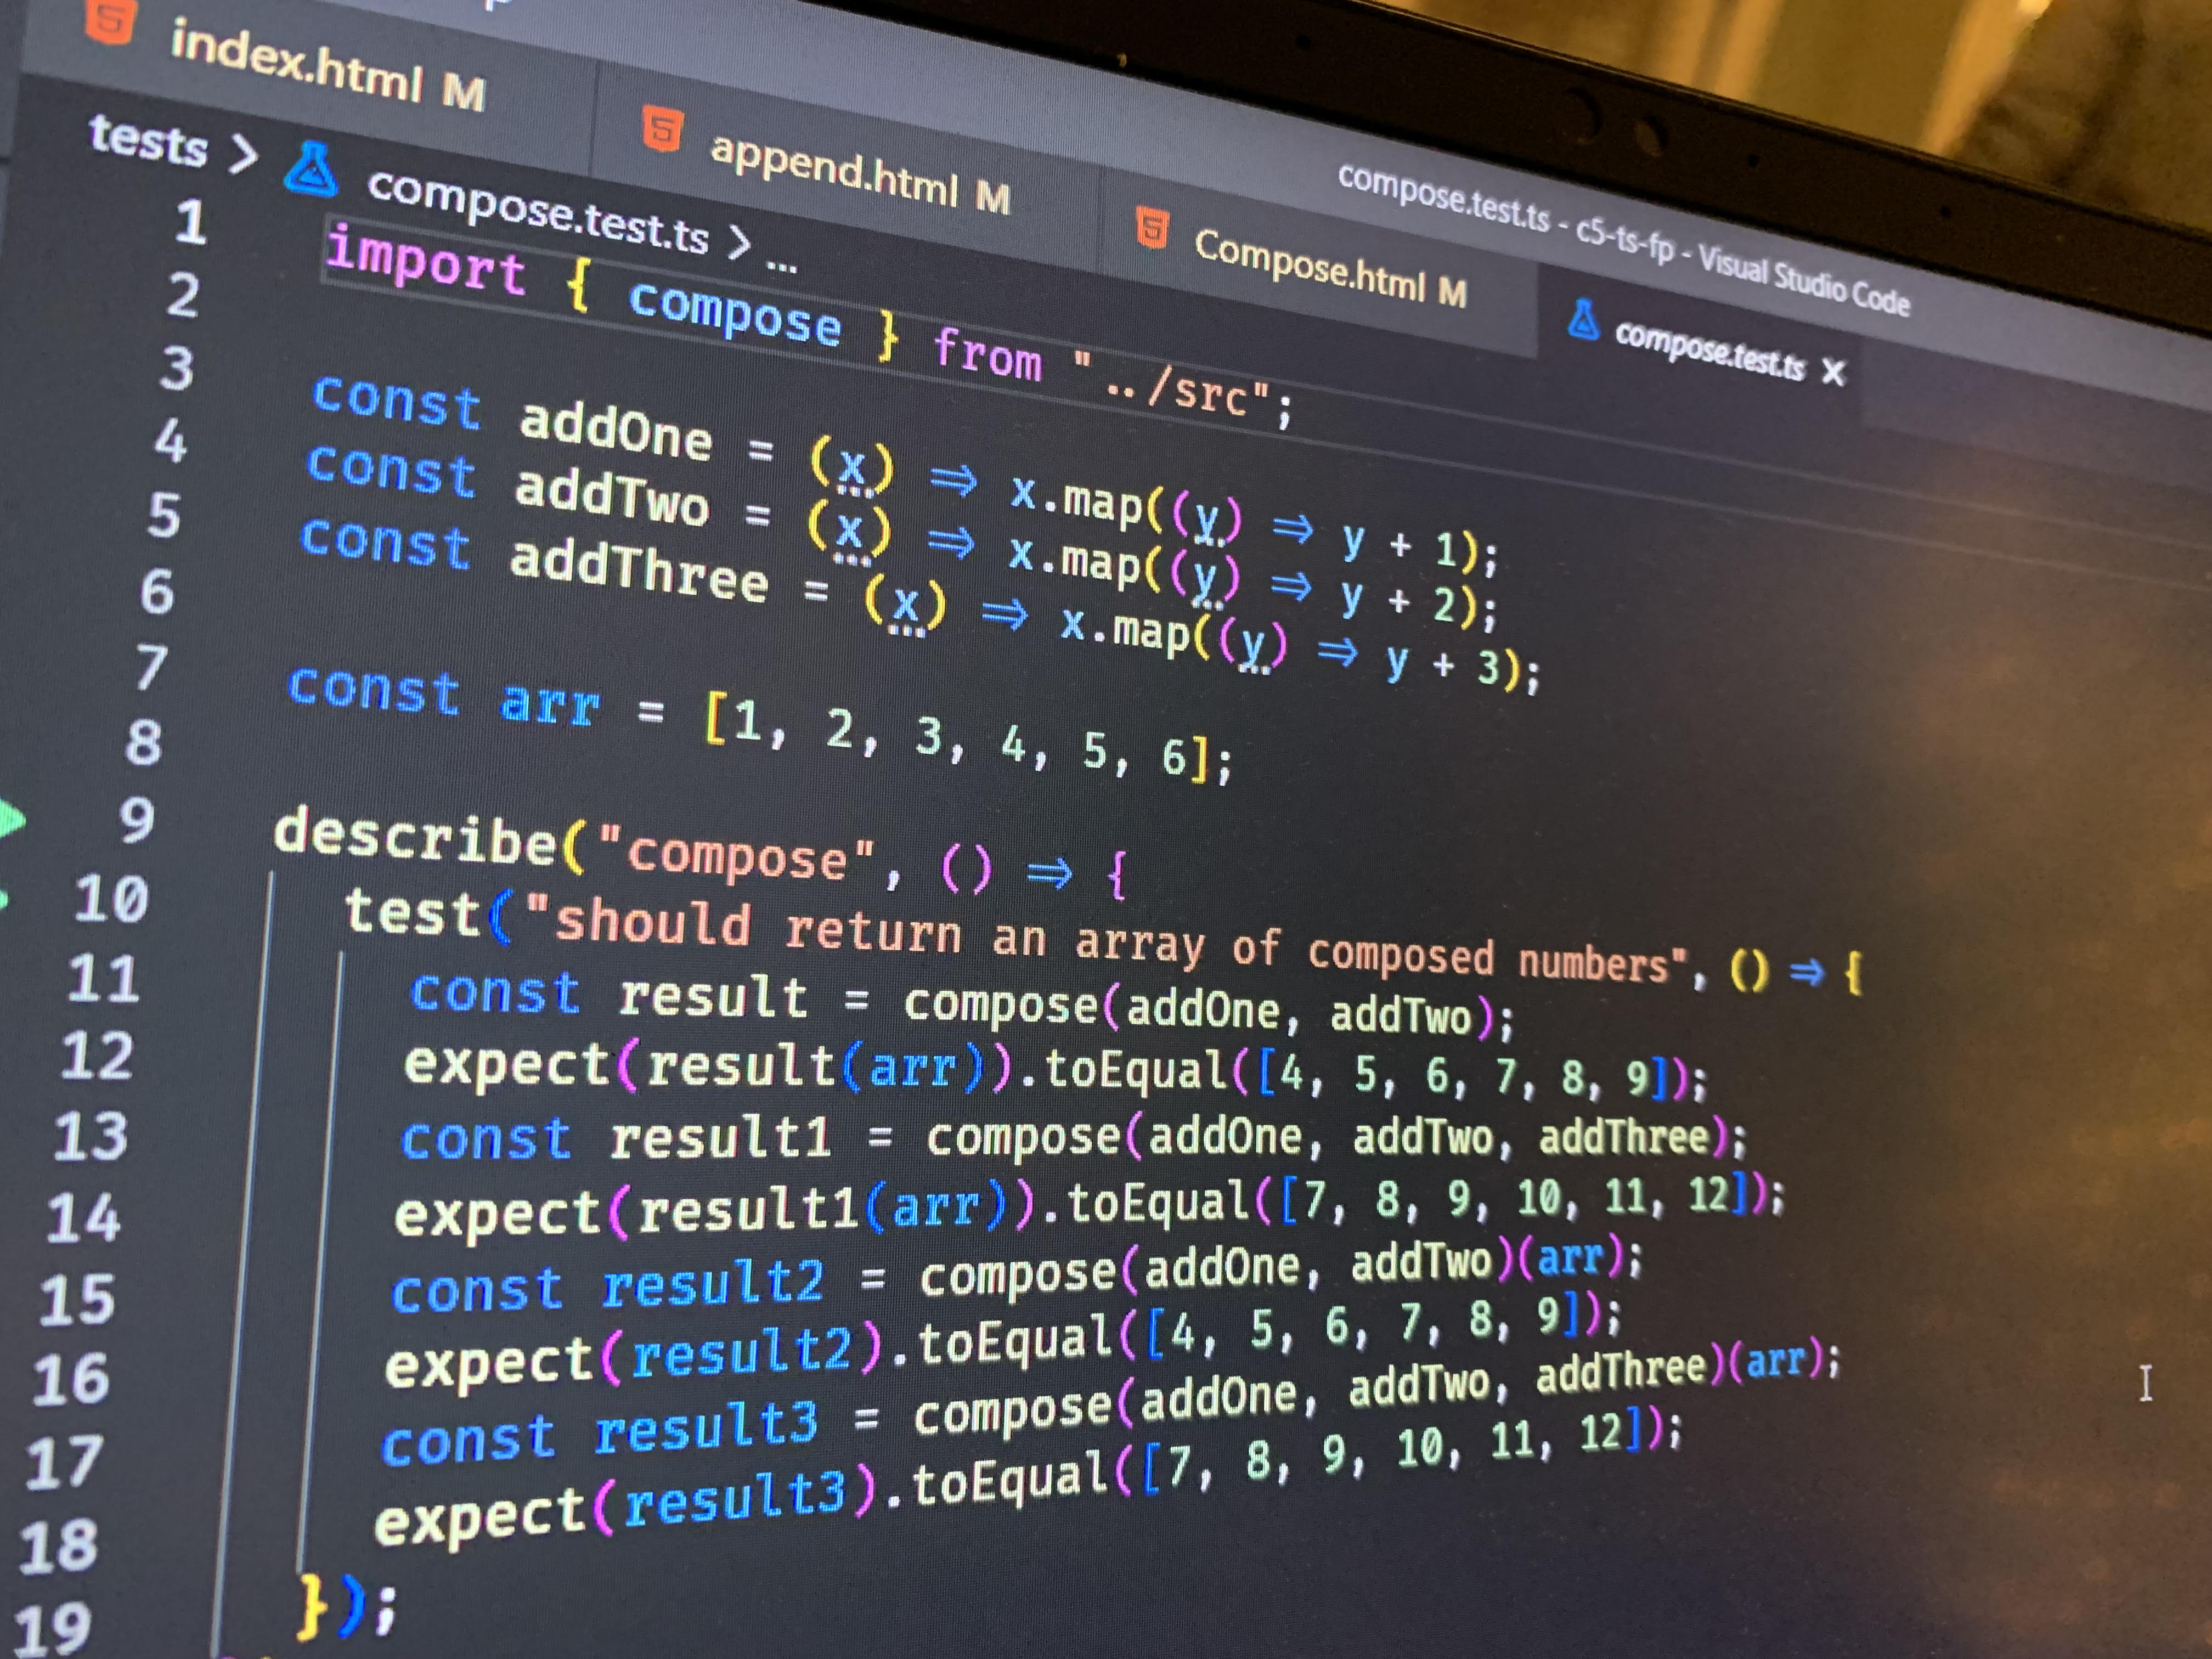 compose.test.ts - c5-ts-fp - Visual Studio Code
index.html M
append.html M
Compose.html M
compose.test.ts X
tests > compose.test.ts > ...
1 import { compose } from "../src";
2
3 const addOne = (x) => x.map((y) => y + 1);
4 const addTwo = (x) => x.map((y) => y + 2);
5 const addThree = (x) => x.map((y) => y + 3);
6
7 const arr = [1, 2, 3, 4, 5, 6];
8
9 describe("compose", () => {
10 test("should return an array of composed numbers", () => {
11 const result = compose(addOne, addTwo);
12 expect(result(arr)).toEqual([4, 5, 6, 7, 8, 9]);
13 const result1 = compose(addOne, addTwo, addThree);
14 expect(result1(arr)).toEqual([7, 8, 9, 10, 11, 12]);
15 const result2 = compose(addOne, addTwo)(arr);
16 expect(result2).toEqual([4, 5, 6, 7, 8, 9]);
17 const result3 = compose(addOne, addTwo, addThree)(arr);
18 expect(result3).toEqual([7, 8, 9, 10, 11, 12]);
19 });